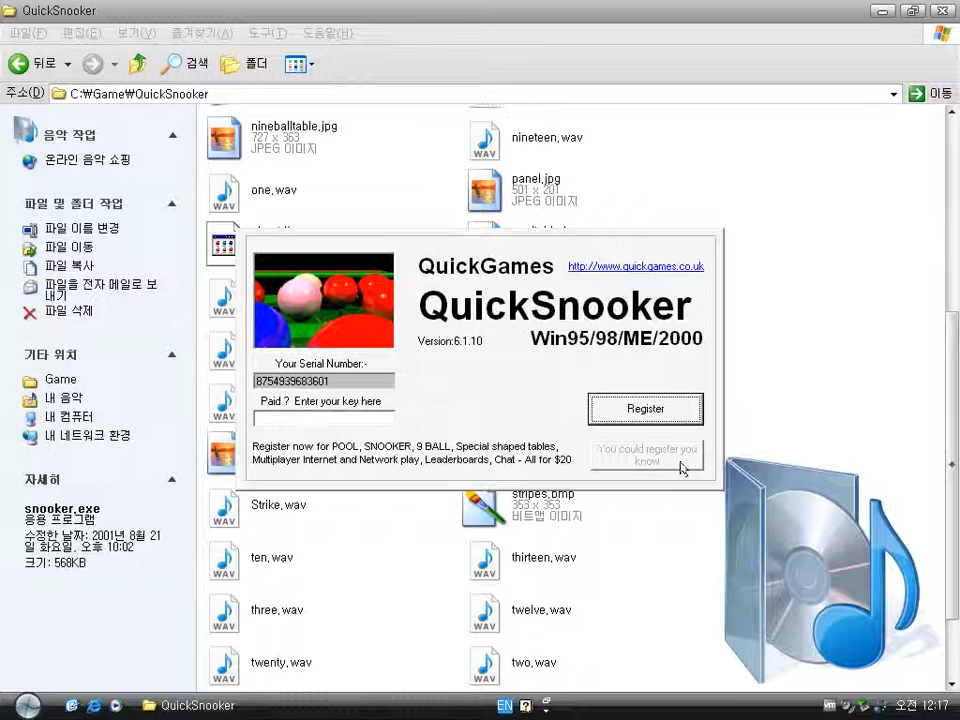 QuickSnooker
파일(F) 편집(E) 보기(V) 즐겨찾기(A) 도구(T) 도움말(H)
뒤로 검색 폴더
주소(D) C:₩Game₩QuickSnooker 이동
음악 작업
온라인 음악 쇼핑
파일 및 폴더 작업
파일 이름 변경
파일 이동
파일 복사
파일을 전자 메일로 보
내기
파일 삭제
기타 위치
Game
내 음악
내 컴퓨터
내 네트워크 환경
자세히
snooker.exe
응용 프로그램
수정한 날짜: 2001년 8월 21
일 화요일, 오후 10:02
크기: 568KB
nineballtable.jpg
727 x 363
JPEG 이미지
WAV
nineteen.wav
WAV
one.wav
panel.jpg
501 x 201
JPEG 이미지
QuickGames http://www.quickgames.co.uk
QuickSnooker
Version:6.1.10 Win95/98/ME/2000
Your Serial Number:-
8754939683601
Paid ? Enter your key here
Register
Register now for POOL, SNOOKER, 9 BALL, Special shaped tables,
Multiplayer Internet and Network play, Leaderboards, Chat - All for $20
You could register you
know
WAV
Strike.wav
stripes.bmp
353 x 353
비트맵 이미지
WAV
ten.wav
WAV
thirteen.wav
WAV
three.wav
WAV
twelve.wav
WAV
twenty.wav
WAV
two.wav
QuickSnooker
EN
오전 12:17